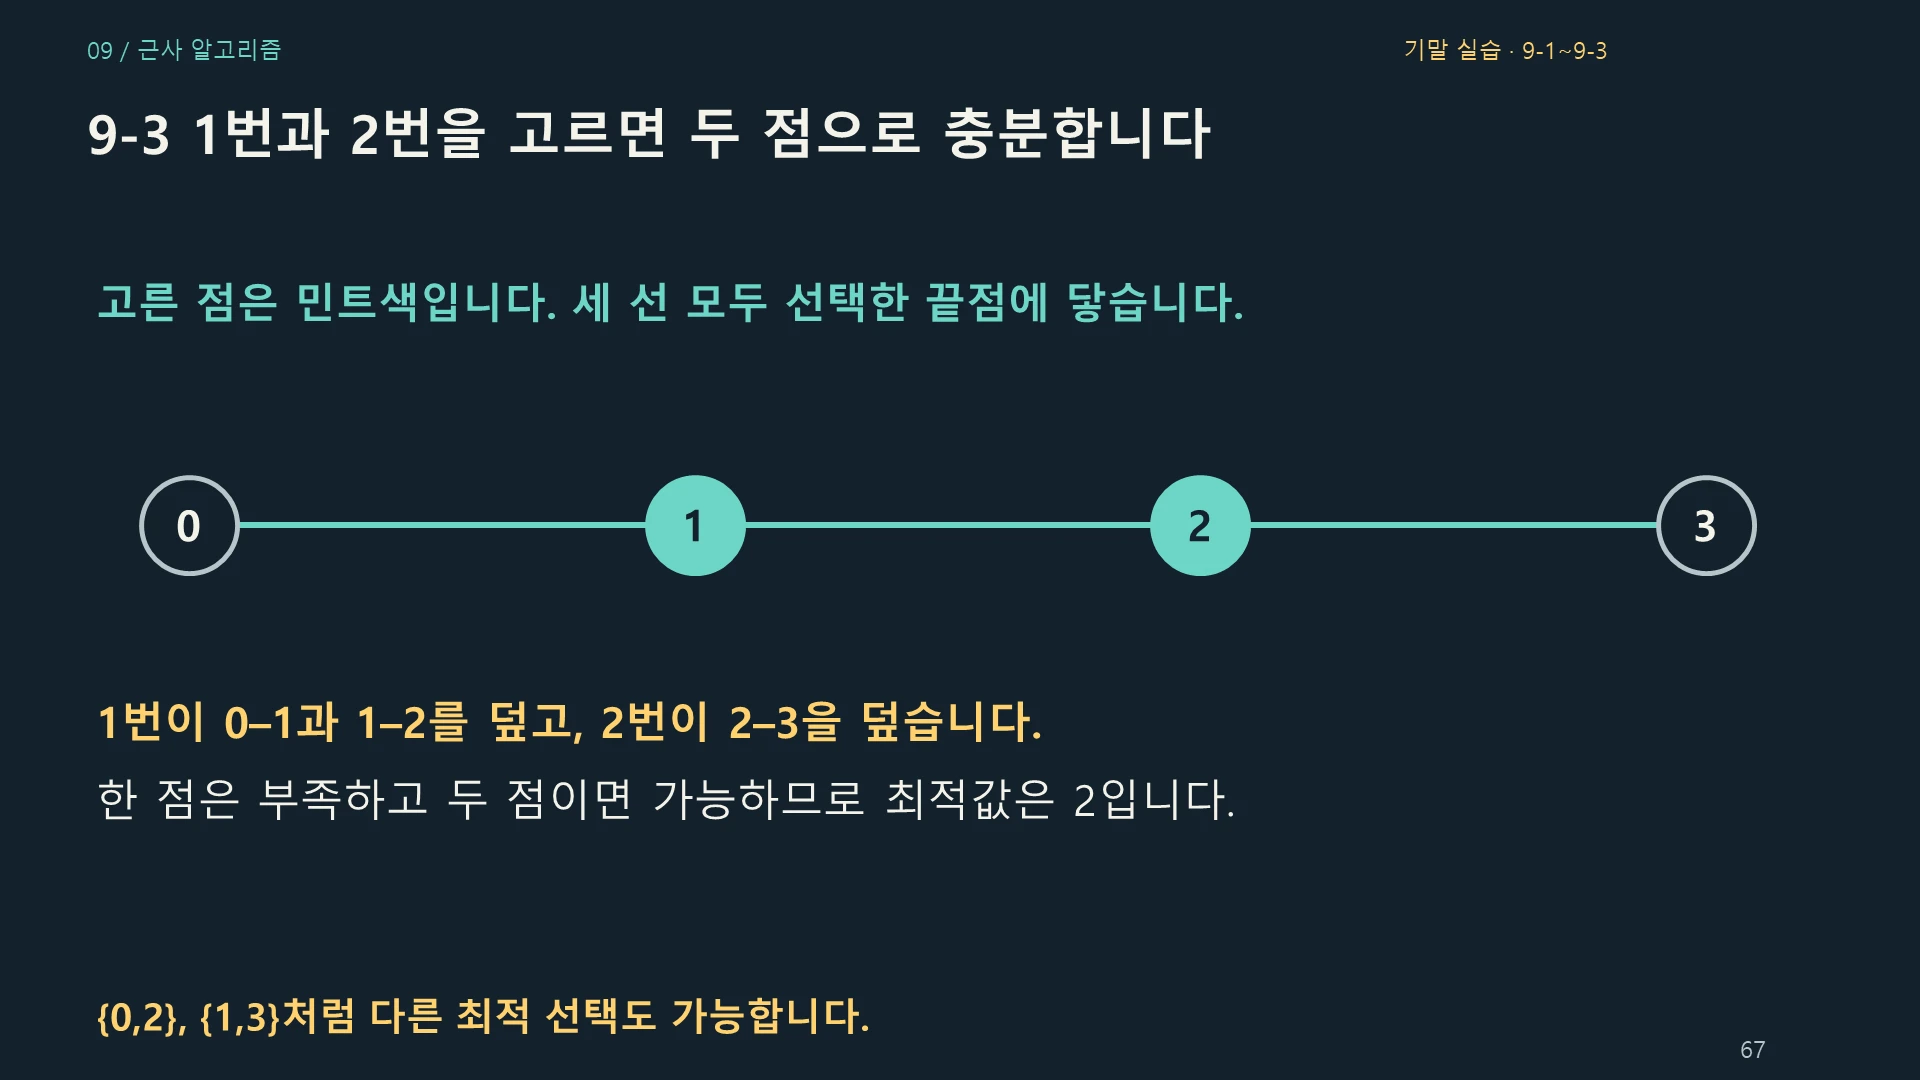 09 / 근사 알고리즘
기말 실습 · 9-1~9-3
9-3 1번과 2번을 고르면 두 점으로 충분합니다
고른 점은 민트색입니다. 세 선 모두 선택한 끝점에 닿습니다.
0
1
2
3
1번이 0–1과 1–2를 덮고, 2번이 2–3을 덮습니다.
한 점은 부족하고 두 점이면 가능하므로 최적값은 2입니다.
{0,2}, {1,3}처럼 다른 최적 선택도 가능합니다.
67